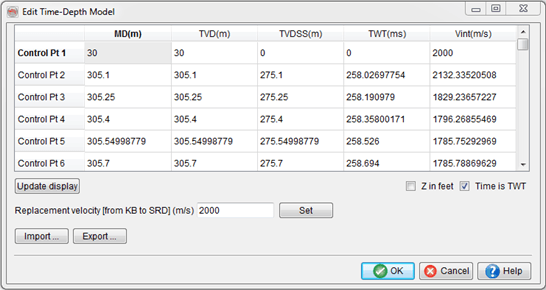 Edit Time-Depth Model
MD(m) TVD(m) TVDSS(m) TWT(ms) Vint(m/s)
Control Pt 1 30 30 0 0 2000
Control Pt 2 305.1 305.1 275.1 258.02697754 2132.33520508
Control Pt 3 305.25 305.25 275.25 258.190979 1829.23657227
Control Pt 4 305.4 305.4 275.4 258.35800171 1796.26855469
Control Pt 5 305.54998779 305.54998779 275.54998779 258.526 1785.75292969
Control Pt 6 305.7 305.7 275.7 258.694 1785.78869629
Update display Z in feet Time is TWT
Replacement velocity [from KB to SRD] (m/s) 2000 Set
Import ... Export ...
OK Cancel Help